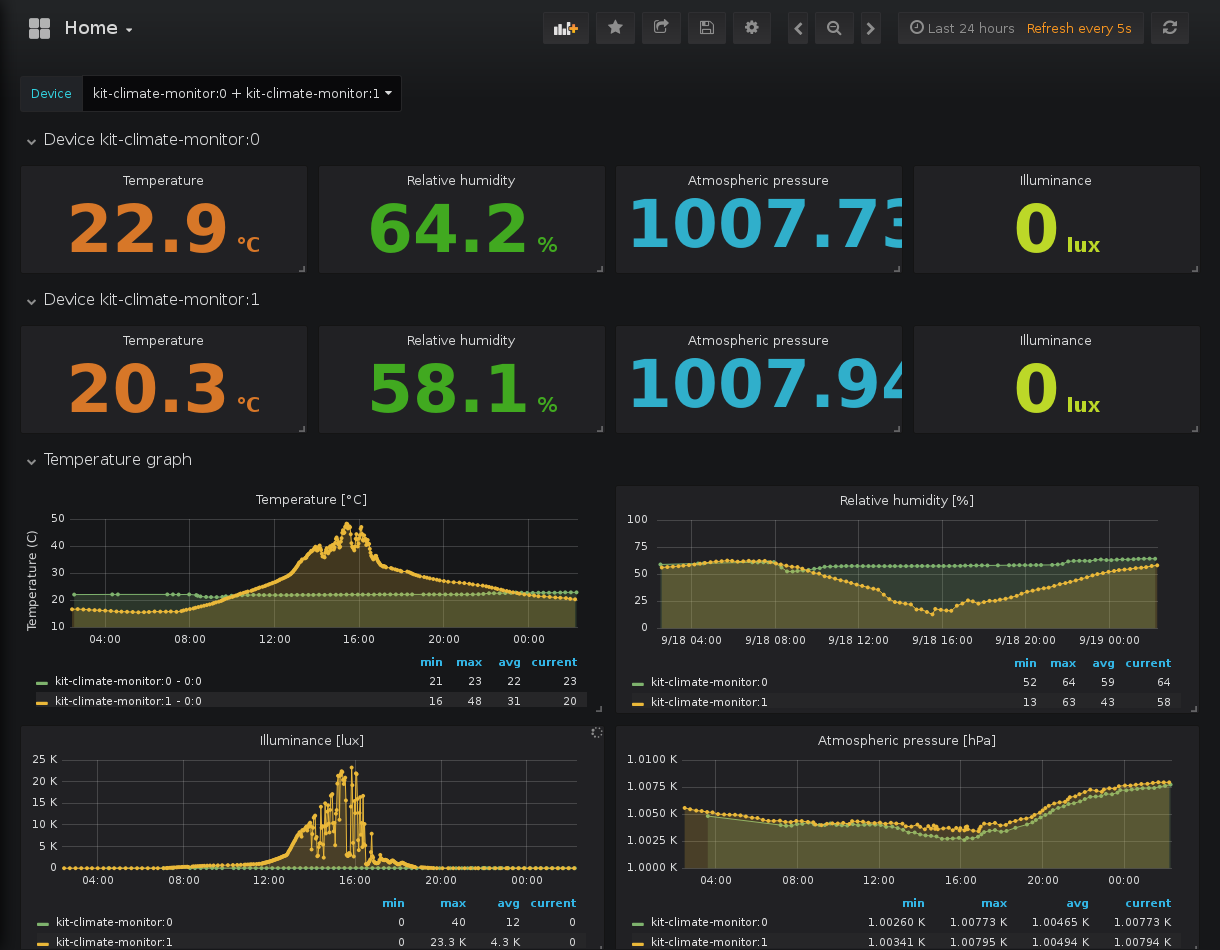 Home
Last 24 hours Refresh every 5s
Device kit-climate-monitor:0 + kit-climate-monitor:1
Device kit-climate-monitor:0
Temperature Relative humidity Atmospheric pressure Illuminance
22.9 °C 64.2 % 1007.73 0 lux
Device kit-climate-monitor:1
Temperature Relative humidity Atmospheric pressure Illuminance
20.3 °C 58.1 % 1007.94 0 lux
Temperature graph
Temperature [°C]
Temperature (C)
50
40
30
20
10
04:00 08:00 12:00 16:00 20:00 00:00
min max avg current
kit-climate-monitor:0 - 0:0 21 23 22 23
kit-climate-monitor:1 - 0:0 16 48 31 20
Relative humidity [%]
100
75
50
25
0
9/18 04:00 9/18 08:00 9/18 12:00 9/18 16:00 9/18 20:00 9/19 00:00
min max avg current
kit-climate-monitor:0 52 64 59 64
kit-climate-monitor:1 13 63 43 58
Illuminance [lux]
25 K
20 K
15 K
10 K
5 K
0
04:00 08:00 12:00 16:00 20:00 00:00
min max avg current
kit-climate-monitor:0 0 40 12 0
kit-climate-monitor:1 0 23.3 K 4.3 K 0
Atmospheric pressure [hPa]
1.0100 K
1.0075 K
1.0050 K
1.0025 K
1.0000 K
04:00 08:00 12:00 16:00 20:00 00:00
min max avg current
kit-climate-monitor:0 1.00260 K 1.00773 K 1.00465 K 1.00773 K
kit-climate-monitor:1 1.00341 K 1.00795 K 1.00494 K 1.00794 K